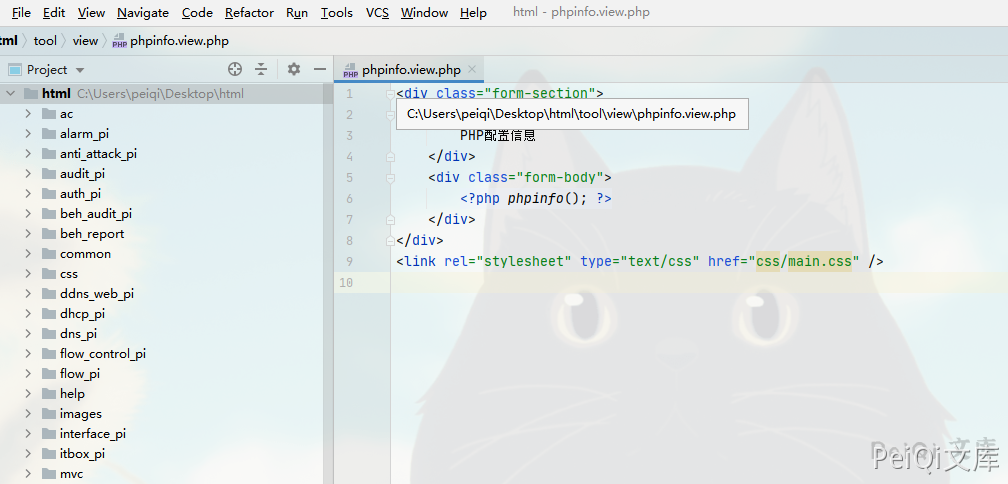 File Edit View Navigate Code Refactor Run Tools VCS Window Help html - phpinfo.view.php
tml tool view phpinfo.view.php
Project
phpinfo.view.php
html C:\Users\peiqi\Desktop\html
ac
alarm_pi
anti_attack_pi
audit_pi
auth_pi
beh_audit_pi
beh_report
common
css
ddns_web_pi
dhcp_pi
dns_pi
flow_control_pi
flow_pi
help
images
interface_pi
itbox_pi
mvc
1 <div class="form-section">
2
C:\Users\peiqi\Desktop\html\tool\view\phpinfo.view.php
3 PHP配置信息
4 </div>
5 <div class="form-body">
6 <?php phpinfo(); ?>
7 </div>
8 </div>
9 <link rel="stylesheet" type="text/css" href="css/main.css" />
10
PeiQi 文库
PeiQi文库